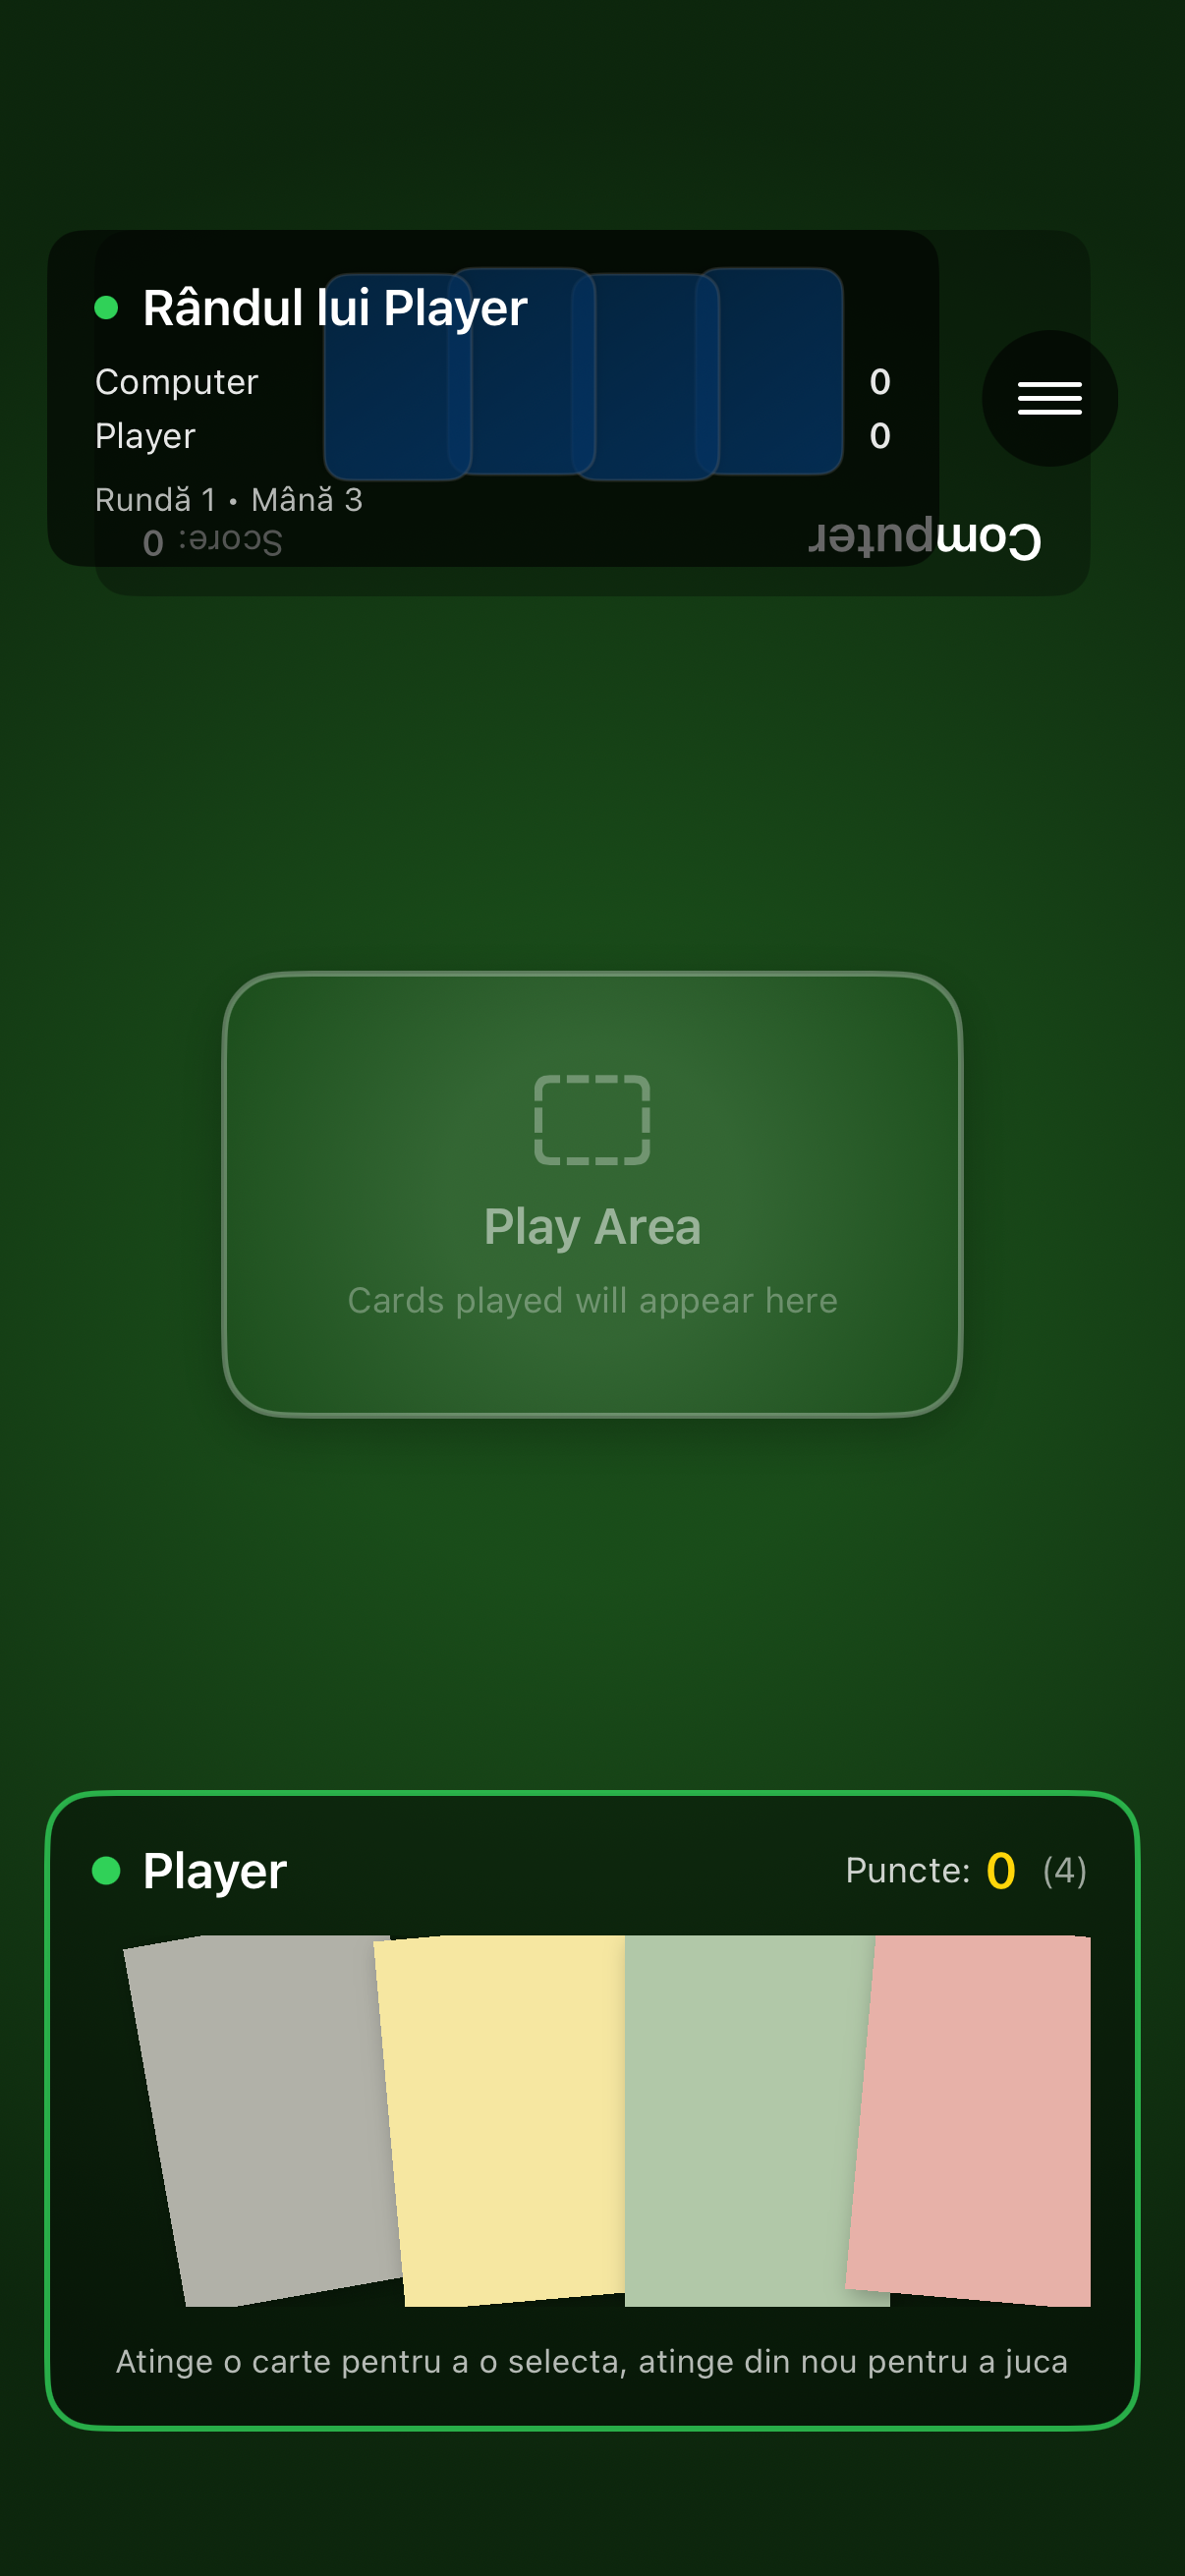 Rândul lui Player
Computer 0
Player 0
Rundă 1 • Mână 3
Computer
Score: 0
Play Area
Cards played will appear here
Player Puncte: 0 (4)
Atinge o carte pentru a o selecta, atinge din nou pentru a juca